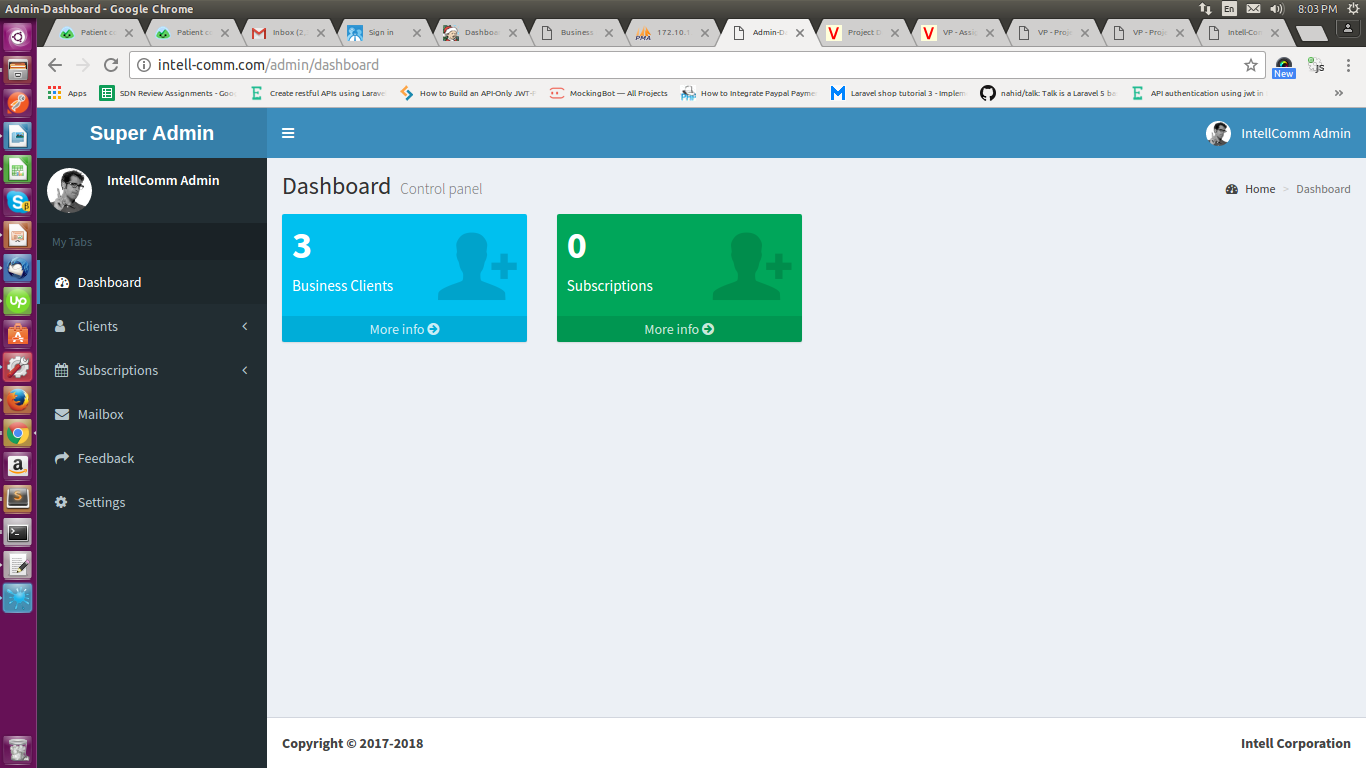 Admin-Dashboard - Google Chrome
En
8:03 PM
Patient c
Patient c
Inbox (2,
Sign in
Dashboa
Business
172.10.1
Admin-D
Project D
VP - Assi
VP - Proj
VP - Proj
Intell-Co
intell-comm.com/admin/dashboard
New
JS
Apps
SDN Review Assignments - Goo
Create restful APIs using Larave
How to Build an API-Only JWT-
MockingBot — All Projects
How to Integrate Paypal Payme
Laravel shop tutorial 3 - Implem
nahid/talk: Talk is a Laravel 5 ba
API authentication using jwt in
»
Super Admin
IntellComm Admin
IntellComm Admin
My Tabs
Dashboard
Clients
Subscriptions
Mailbox
Feedback
Settings
Dashboard Control panel
Home > Dashboard
3
Business Clients
More info
0
Subscriptions
More info
Copyright © 2017-2018
Intell Corporation